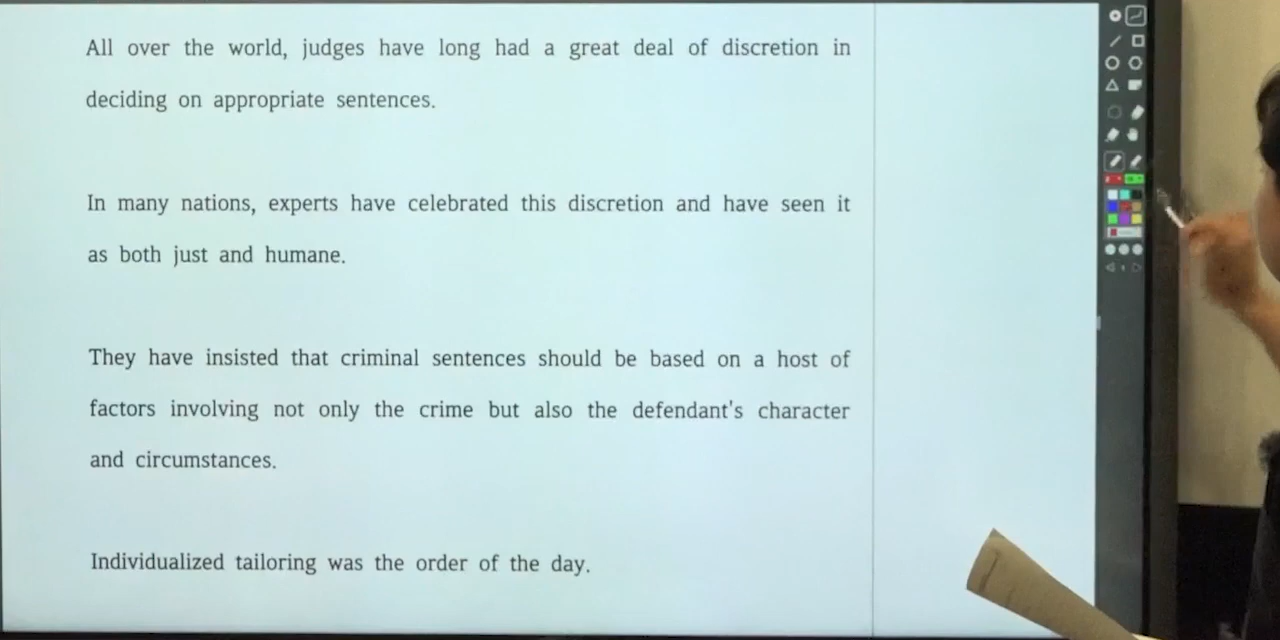 All over the world, judges have long had a great deal of discretion in
deciding on appropriate sentences.
In many nations, experts have celebrated this discretion and have seen it
as both just and humane.
They have insisted that criminal sentences should be based on a host of
factors involving not only the crime but also the defendant's character
and circumstances.
Individualized tailoring was the order of the day.